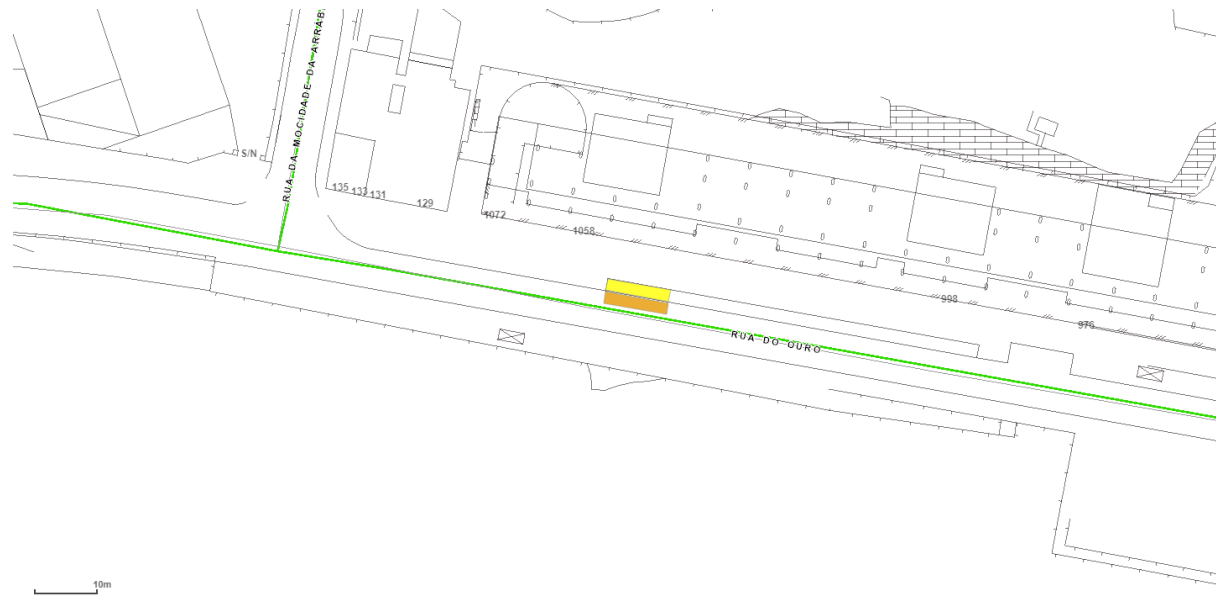 RUA DA MOCIDADE DA ARRAB
S/N
135
133
131
129
1072
1058
998
976
RUA DO OURO
10m